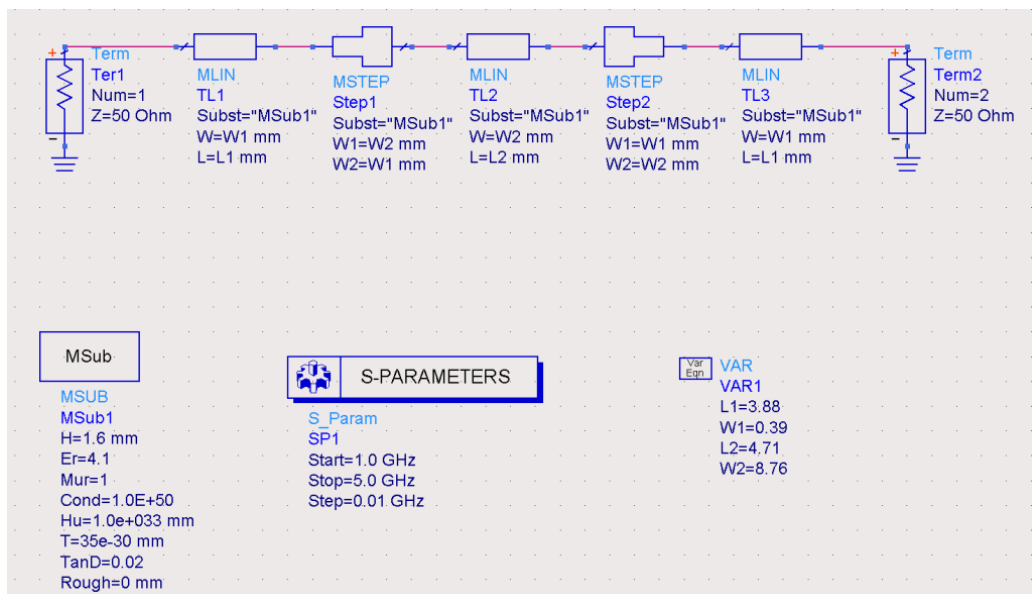 +
Term
Ter1
Num=1
Z=50 Ohm
-
MLIN
TL1
Subst="MSub1"
W=W1 mm
L=L1 mm
MSTEP
Step1
Subst="MSub1"
W1=W2 mm
W2=W1 mm
MLIN
TL2
Subst="MSub1"
W=W2 mm
L=L2 mm
MSTEP
Step2
Subst="MSub1"
W1=W1 mm
W2=W2 mm
MLIN
TL3
Subst="MSub1"
W=W1 mm
L=L1 mm
+
Term
Term2
Num=2
Z=50 Ohm
-
MSub
MSUB
MSub1
H=1.6 mm
Er=4.1
Mur=1
Cond=1.0E+50
Hu=1.0e+033 mm
T=35e-30 mm
TanD=0.02
Rough=0 mm
S-PARAMETERS
S_Param
SP1
Start=1.0 GHz
Stop=5.0 GHz
Step=0.01 GHz
Var
Eqn
VAR
VAR1
L1=3.88
W1=0.39
L2=4.71
W2=8.76